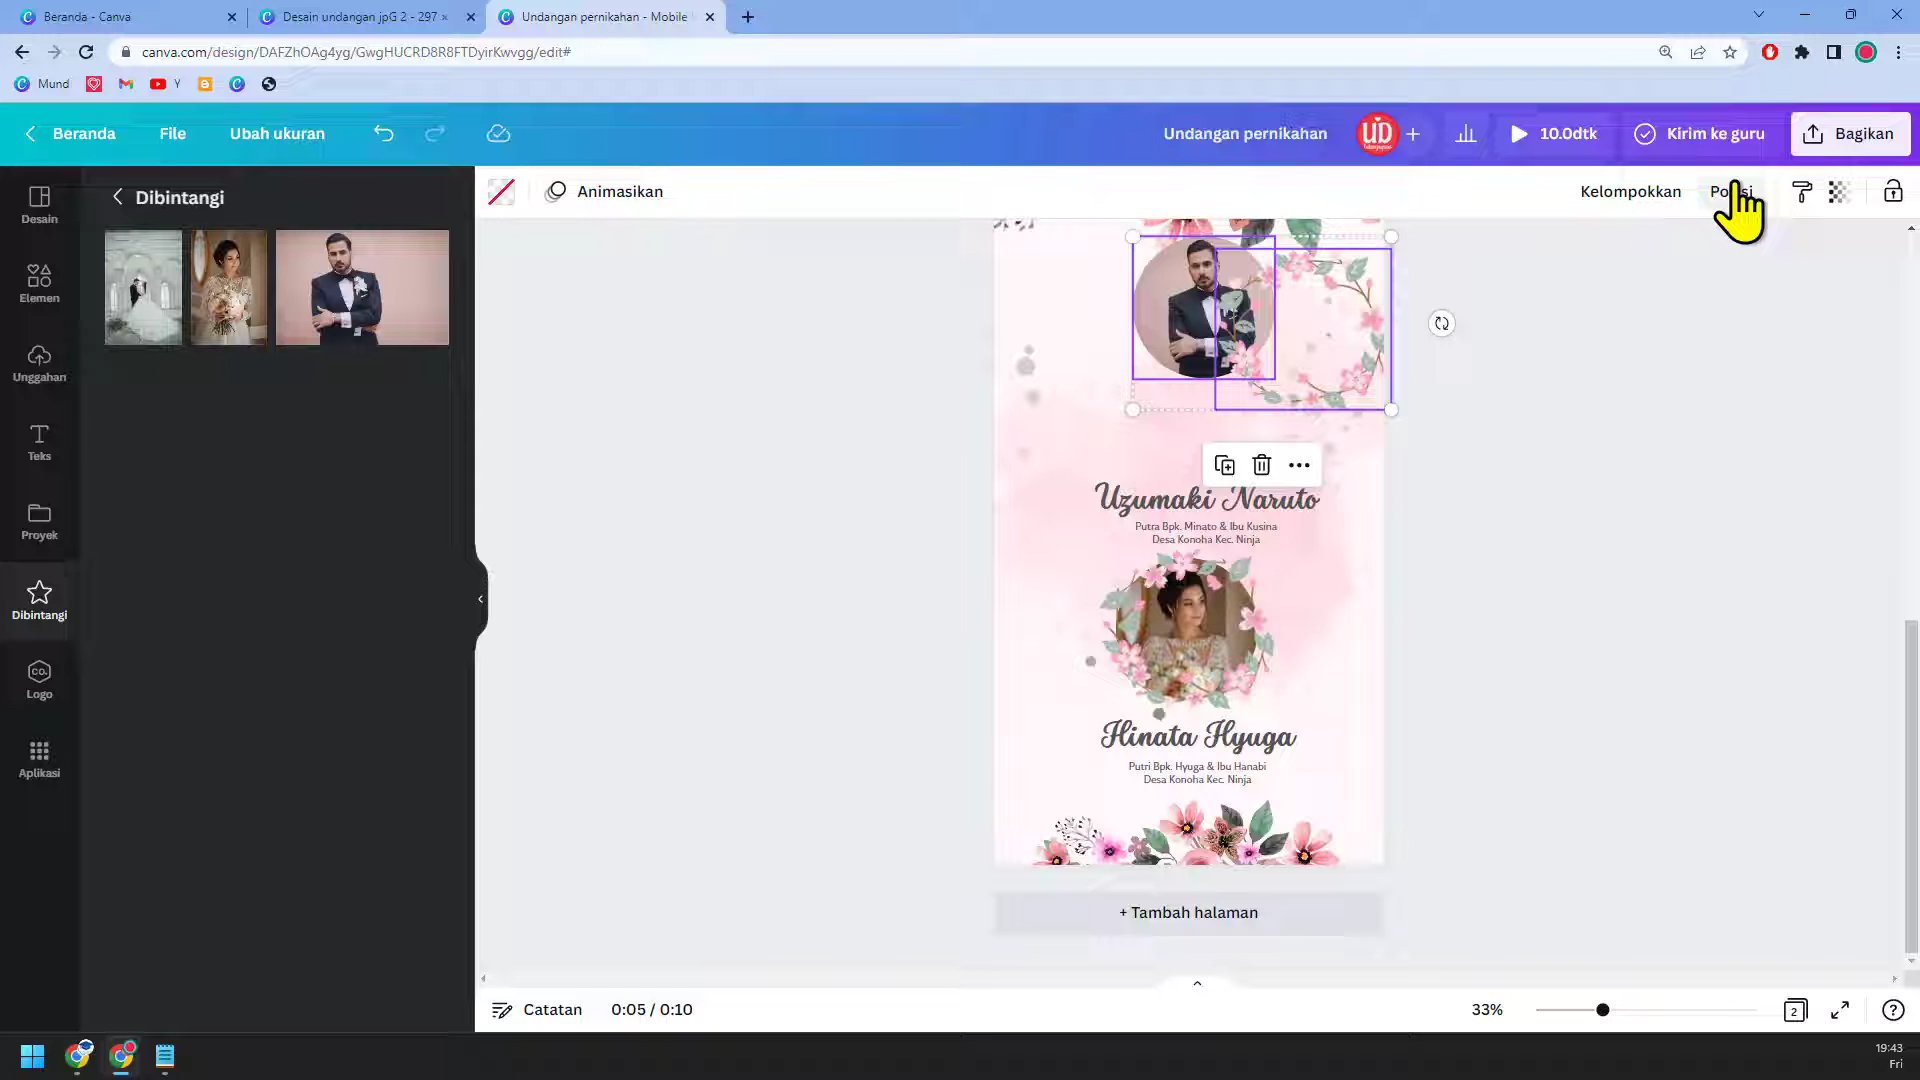 Beranda - Canva
Desain undangan jpG 2 - 297
Undangan pernikahan - Mobile
canva.com/design/DAFZhOAg4yg/GwgHUCRD8R8FTDyirKwvgg/edit#
Mund
Y
Beranda
File
Ubah ukuran
Undangan pernikahan
UD
10.0dtk
Kirim ke guru
Bagikan
Dibintangi
Animasikan
Kelompokkan
Desain
Elemen
Unggahan
Teks
Proyek
Dibintangi
CO.
Logo
Aplikasi
Uzumaki Naruto
Putra Bpk. Minato & Ibu Kusina
Desa Konoha Kec. Ninja
Hinata Hyuga
Putri Bpk. Hyuga & Ibu Hanabi
Desa Konoha Kec. Ninja
+ Tambah halaman
Catatan
0:05 / 0:10
33%
2
19:43
Fri